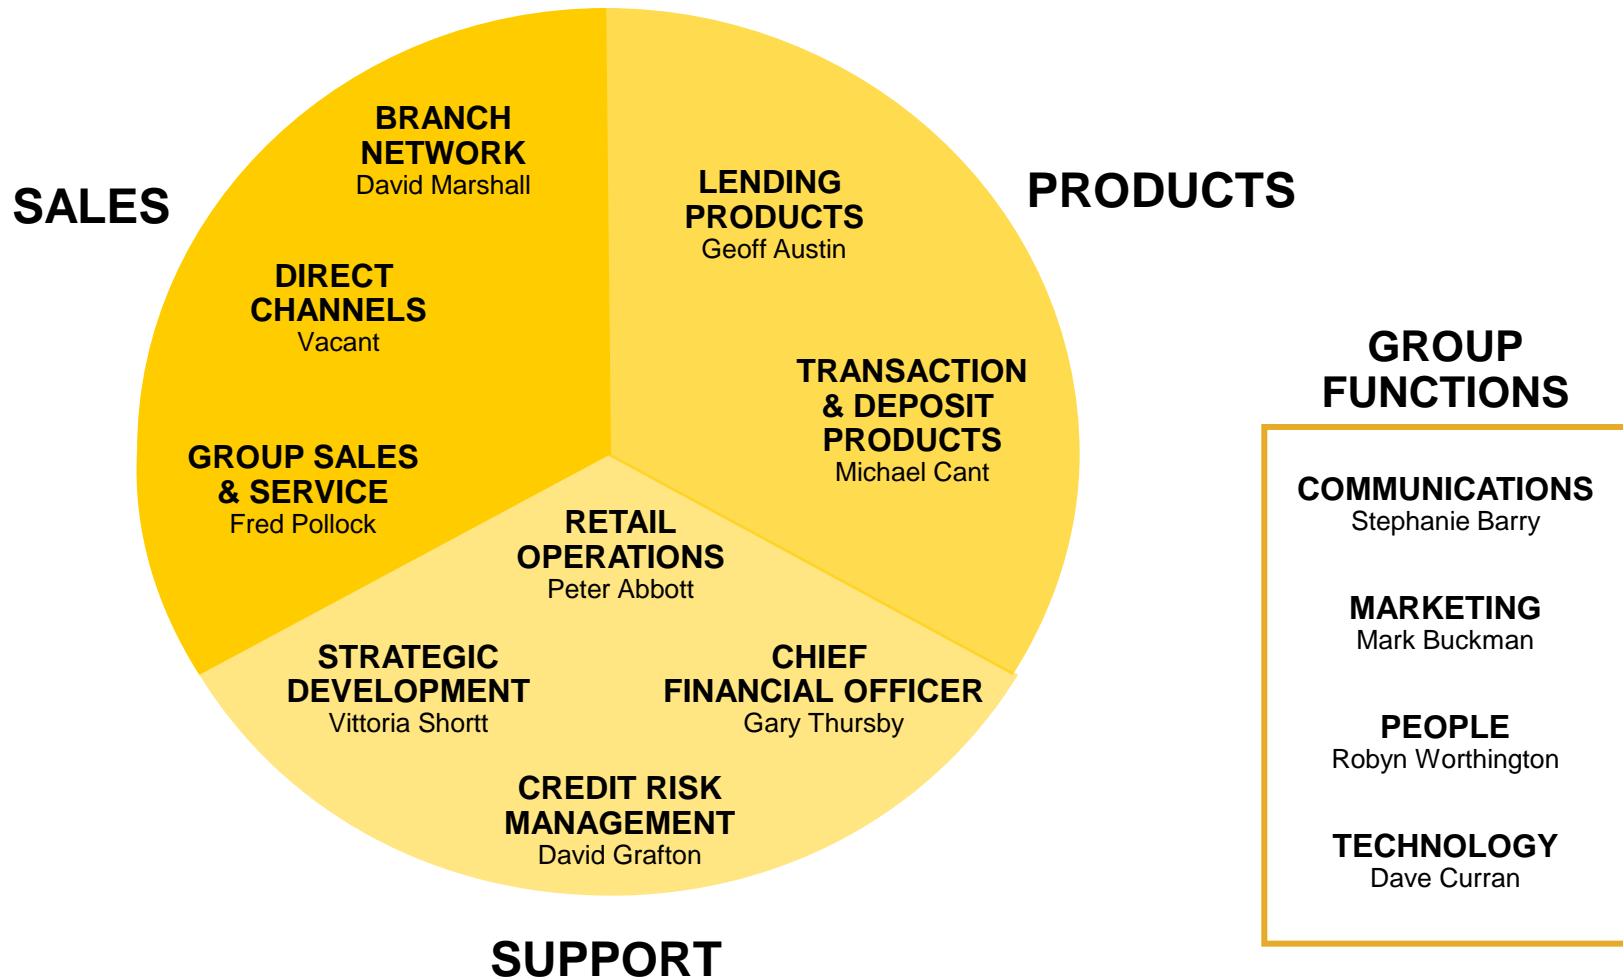 SALES
BRANCH
NETWORK
David Marshall
DIRECT
CHANNELS
Vacant
GROUP SALES
& SERVICE
Fred Pollock
PRODUCTS
LENDING
PRODUCTS
Geoff Austin
TRANSACTION
& DEPOSIT
PRODUCTS
Michael Cant
RETAIL
OPERATIONS
Peter Abbott
STRATEGIC
DEVELOPMENT
Vittoria Shortt
CHIEF
FINANCIAL OFFICER
Gary Thursby
CREDIT RISK
MANAGEMENT
David Grafton
SUPPORT
GROUP
FUNCTIONS
COMMUNICATIONS
Stephanie Barry
MARKETING
Mark Buckman
PEOPLE
Robyn Worthington
TECHNOLOGY
Dave Curran